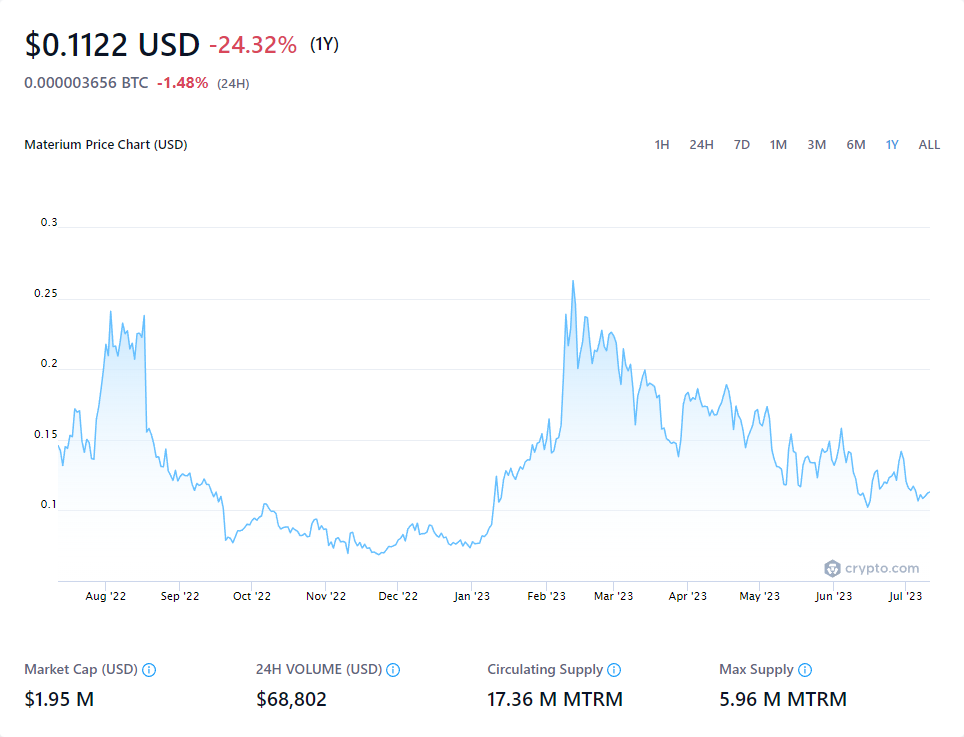 $0.1122 USD -24.32% (1Y)
0.000003656 BTC -1.48% (24H)
Materium Price Chart (USD) 1H 24H 7D 1M 3M 6M 1Y ALL
0.3
0.25
0.2
0.15
0.1
crypto.com
Aug '22 Sep '22 Oct '22 Nov '22 Dec '22 Jan '23 Feb '23 Mar '23 Apr '23 May '23 Jun '23 Jul '23
Market Cap (USD) 24H VOLUME (USD) Circulating Supply Max Supply
$1.95 M $68,802 17.36 M MTRM 5.96 M MTRM